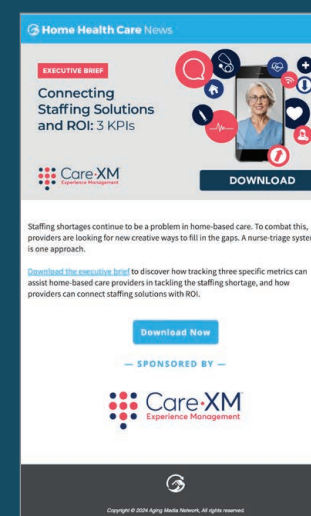 Home Health Care News
EXECUTIVE BRIEF
Connecting
Staffing Solutions
and ROI: 3 KPIs
Care·XM
Experience Management
DOWNLOAD
Staffing shortages continue to be a problem in home-based care. To combat this,
providers are looking for new creative ways to fill in the gaps. A nurse-triage
is one approach.
Download the executive brief to discover how tracking three specific metrics can
assist home-based care providers in tackling the staffing shortage, and how
providers can connect staffing solutions with ROI.
Download Now
— SPONSORED BY —
Care·XM
Experience Management
Copyright © 2024 Aging Media Network, All rights reserved.